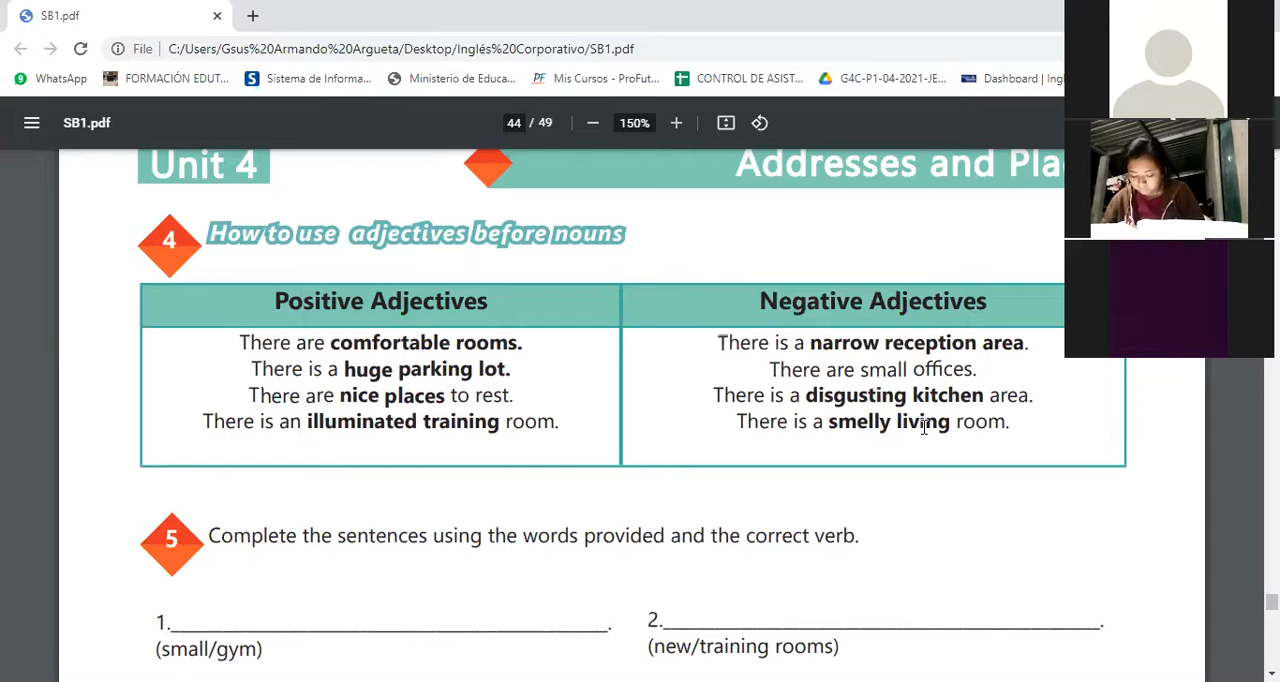 SB1.pdf
File
C:/Users/Gsus%20Armando%20Argueta/Desktop/Inglés%20Corporativo/SB1.pdf
WhatsApp
FORMACIÓN EDUT...
Sistema de Informa...
Ministerio de Educa...
Mis Cursos - ProFut...
CONTROL DE ASIST...
G4C-P1-04-2021-JE...
Dashboard | Ingl
SB1.pdf
44 / 49
150%
Unit 4
Addresses and Pla
4
How to use adjectives before nouns
Positive Adjectives
There are comfortable rooms.
There is a huge parking lot.
There are nice places to rest.
There is an illuminated training room.
Negative Adjectives
There is a narrow reception area.
There are small offices.
There is a disgusting kitchen area.
There is a smelly living room.
5
Complete the sentences using the words provided and the correct verb.
1.________________________________________.
(small/gym)
2.________________________________________.
(new/training rooms)